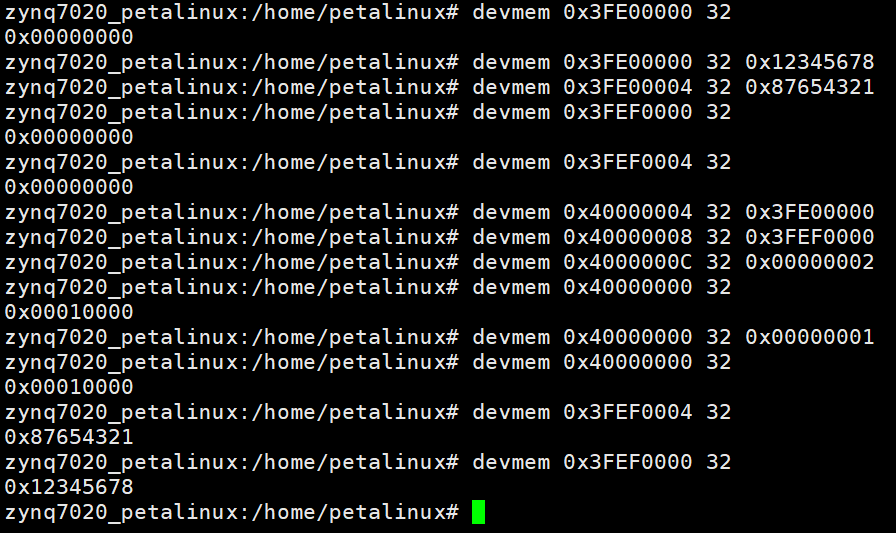 zynq7020_petalinux:/home/petalinux# devmem 0x3FE00000 32
0x00000000
zynq7020_petalinux:/home/petalinux# devmem 0x3FE00000 32 0x12345678
zynq7020_petalinux:/home/petalinux# devmem 0x3FE00004 32 0x87654321
zynq7020_petalinux:/home/petalinux# devmem 0x3FEF0000 32
0x00000000
zynq7020_petalinux:/home/petalinux# devmem 0x3FEF0004 32
0x00000000
zynq7020_petalinux:/home/petalinux# devmem 0x40000004 32 0x3FE00000
zynq7020_petalinux:/home/petalinux# devmem 0x40000008 32 0x3FEF0000
zynq7020_petalinux:/home/petalinux# devmem 0x4000000C 32 0x00000002
zynq7020_petalinux:/home/petalinux# devmem 0x40000000 32
0x00010000
zynq7020_petalinux:/home/petalinux# devmem 0x40000000 32 0x00000001
zynq7020_petalinux:/home/petalinux# devmem 0x40000000 32
0x00010000
zynq7020_petalinux:/home/petalinux# devmem 0x3FEF0004 32
0x87654321
zynq7020_petalinux:/home/petalinux# devmem 0x3FEF0000 32
0x12345678
zynq7020_petalinux:/home/petalinux#